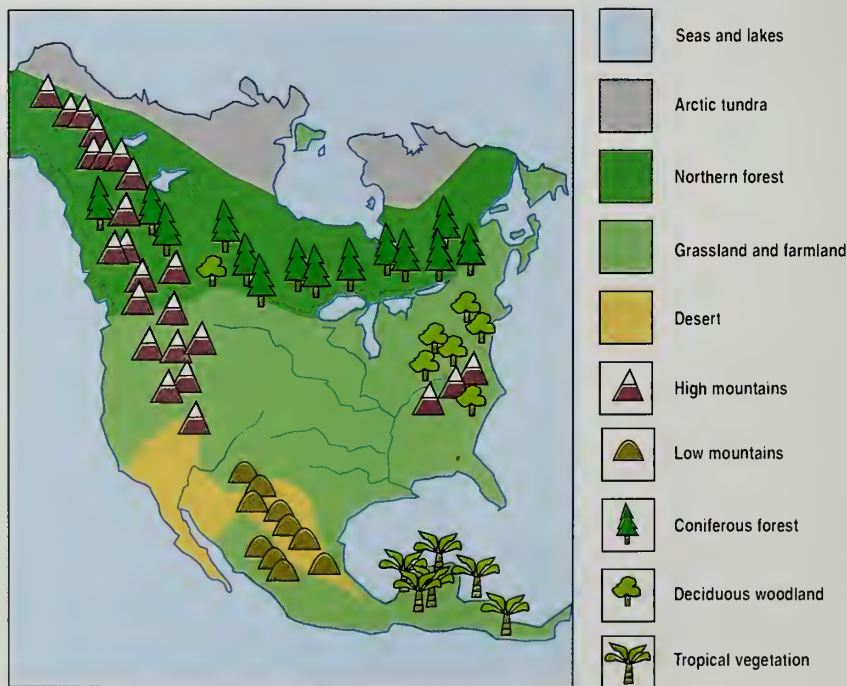 Seas and lakes
Arctic tundra
Northern forest
Grassland and farmland
Desert
High mountains
Low mountains
Coniferous forest
Deciduous woodland
Tropical vegetation